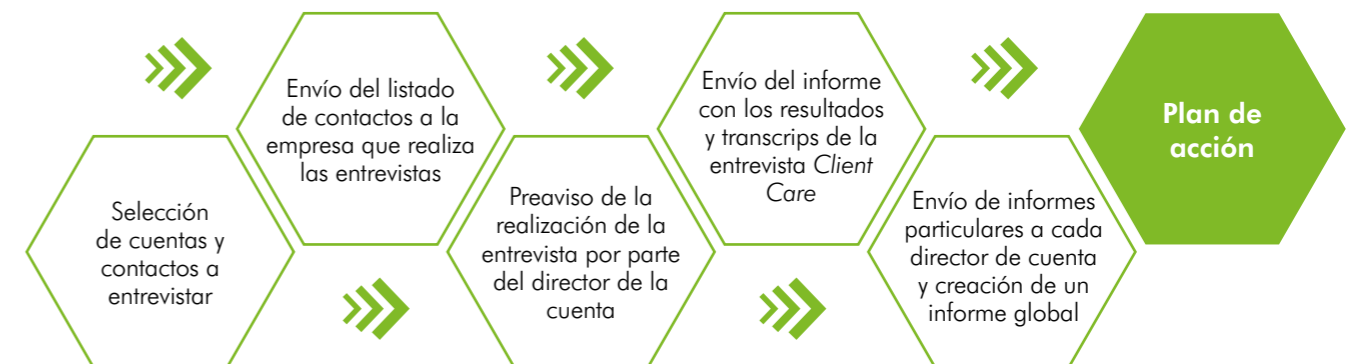 Selección
de cuentas y
contactos a
entrevistar
Envío del listado
de contactos a la
empresa que realiza
las entrevistas
Preaviso de la
realización de la
entrevista por parte
del director de la
cuenta
Envío del informe
con los resultados
y transcrips de la
entrevista Client
Care
Envío de informes
particulares a cada
director de cuenta
y creación de un
informe global
Plan de
acción